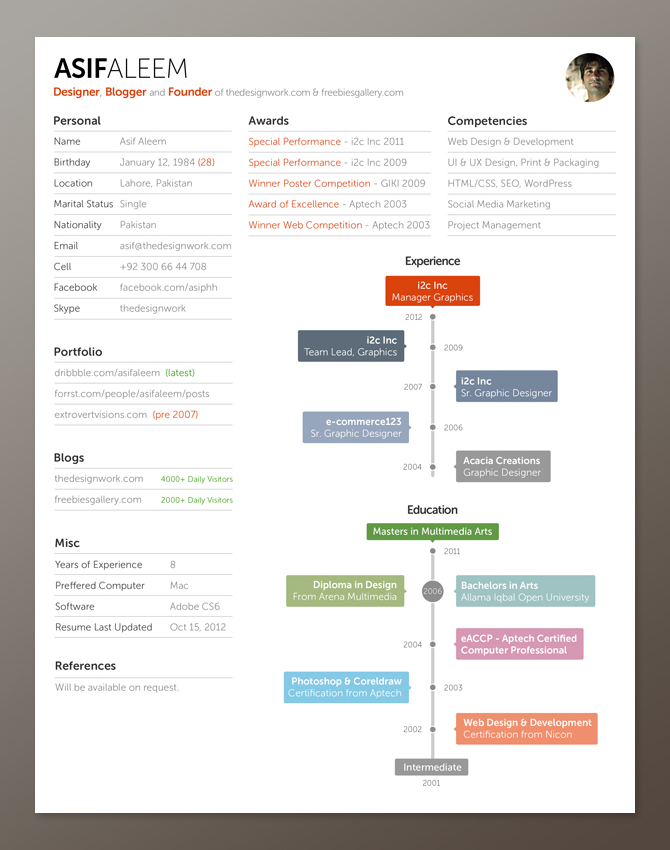 ASIFALEEM
Designer, Blogger and Founder of thedesignwork.com & freebiesgallery.com
Personal
Name Asif Aleem
Birthday January 12, 1984 (28)
Location Lahore, Pakistan
Marital Status Single
Nationality Pakistan
Email asif@thedesignwork.com
Cell +92 300 66 44 708
Facebook facebook.com/asiphh
Skype thedesignwork
Portfolio
dribbble.com/asifaleem (latest)
forrst.com/people/asifaleem/posts
extrovertvisions.com (pre 2007)
Blogs
thedesignwork.com 4000+ Daily Visitors
freebiesgallery.com 2000+ Daily Visitors
Misc
Years of Experience 8
Preffered Computer Mac
Software Adobe CS6
Resume Last Updated Oct 15, 2012
References
Will be available on request.
Awards
Special Performance - i2c Inc 2011
Special Performance - i2c Inc 2009
Winner Poster Competition - GIKI 2009
Award of Excellence - Aptech 2003
Winner Web Competition - Aptech 2003
Competencies
Web Design & Development
UI & UX Design, Print & Packaging
HTML/CSS, SEO, WordPress
Social Media Marketing
Project Management
Experience
i2c Inc
Manager Graphics
2012
i2c Inc
Team Lead, Graphics
2009
2007
i2c Inc
Sr. Graphic Designer
e-commerce123
Sr. Graphic Designer
2006
2004
Acacia Creations
Graphic Designer
Education
Masters in Multimedia Arts
2011
Diploma in Design
From Arena Multimedia
2006
Bachelors in Arts
Allama Iqbal Open University
2004
eACCP - Aptech Certified
Computer Professional
Photoshop & Coreldraw
Certification from Aptech
2003
2002
Web Design & Development
Certification from Nicon
Intermediate
2001